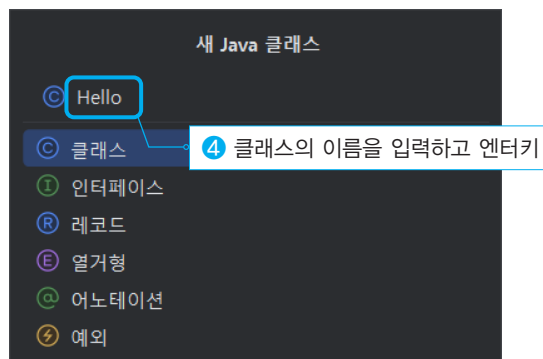 새 Java 클래스
© Hello
© 클래스
④ 클래스의 이름을 입력하고 엔터키
Ⓘ 인터페이스
Ⓡ 레코드
Ⓔ 열거형
@ 어노테이션
예외